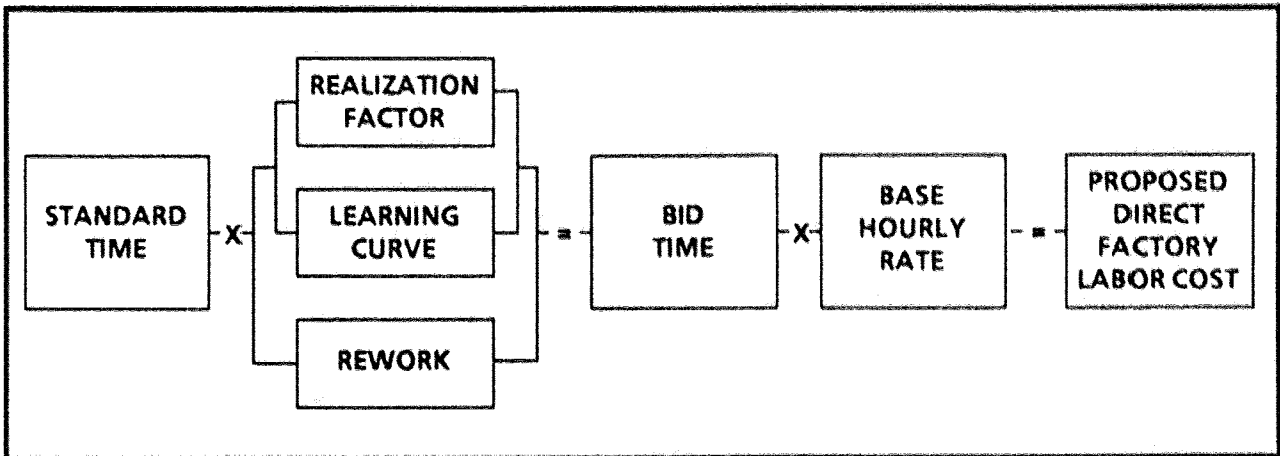 REALIZATION
FACTOR
STANDARD
TIME
X
LEARNING
CURVE
REWORK
=
BID
TIME
X
BASE
HOURLY
RATE
=
PROPOSED
DIRECT
FACTORY
LABOR COST